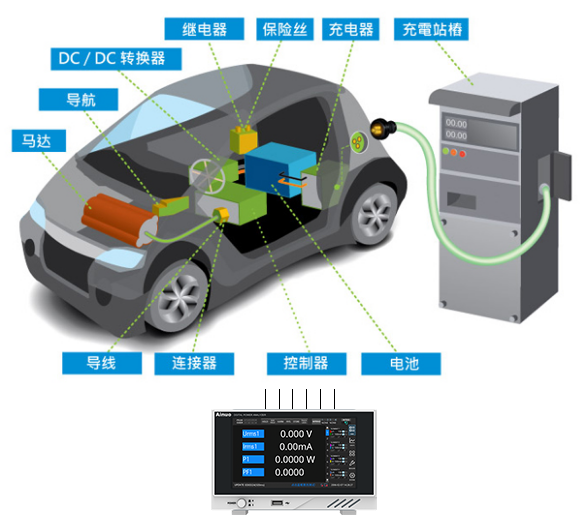 继电器
保险丝
充电器
充電站樁
DC / DC 转换器
导航
马达
00.00
00.00
导线
连接器
控制器
电池
Ainuo
Urms1 0.000 V
Irms1 0.00mA
P1 0.0000 W
PF1 0.0000